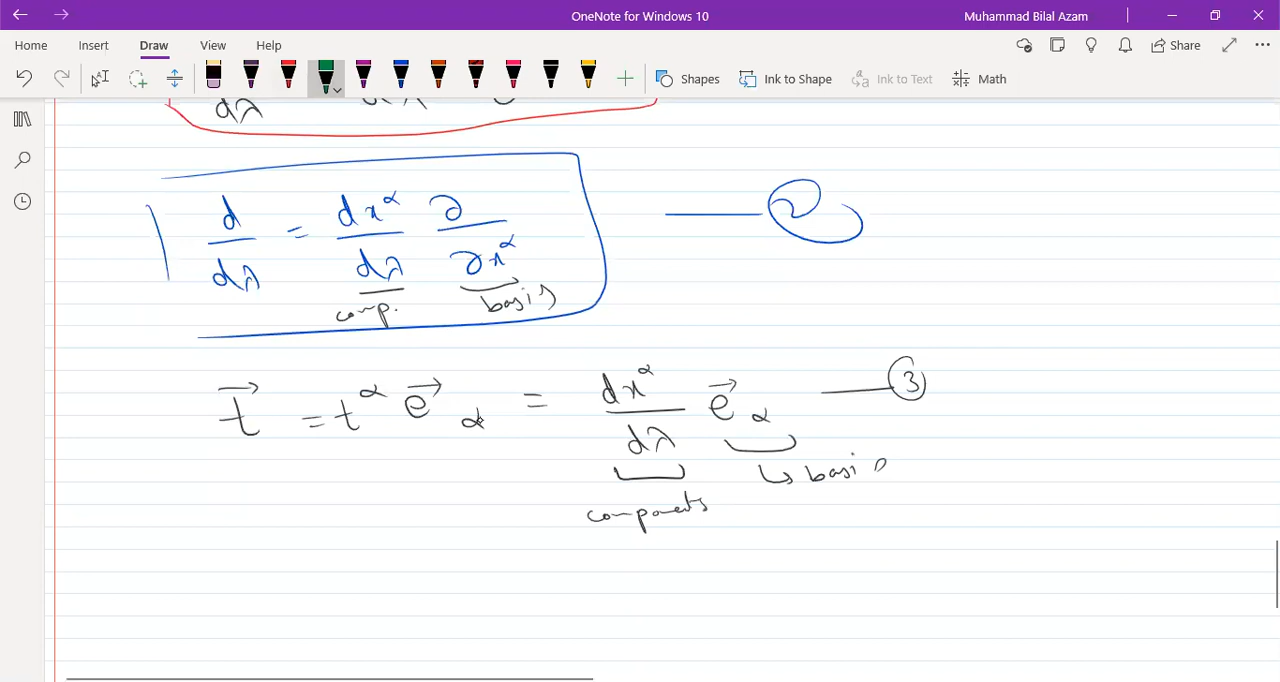 OneNote for Windows 10
Muhammad Bilal Azam
Home Insert Draw View Help
Share
Shapes Ink to Shape Ink to Text Math
dλ
d/dλ = dx^α/dλ ∂/∂x^α — 2
comp. basis
t⃗ = t^α e⃗_α = dx^α/dλ e⃗_α — 3
↳ basis
components